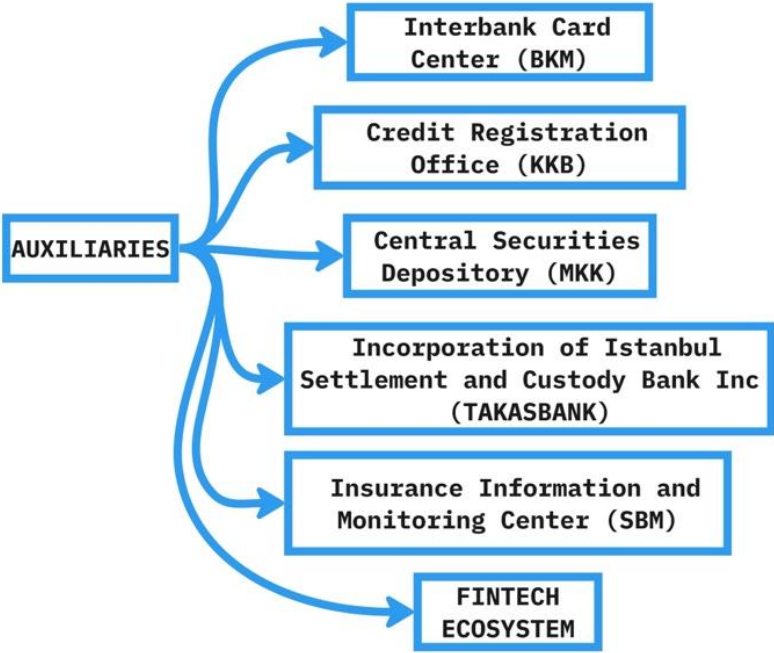 Interbank Card
Center (BKM)
Credit Registration
Office (KKB)
AUXILIARIES
Central Securities
Depository (MKK)
Incorporation of Istanbul
Settlement and Custody Bank Inc
(TAKASBANK)
Insurance Information and
Monitoring Center (SBM)
FINTECH
ECOSYSTEM